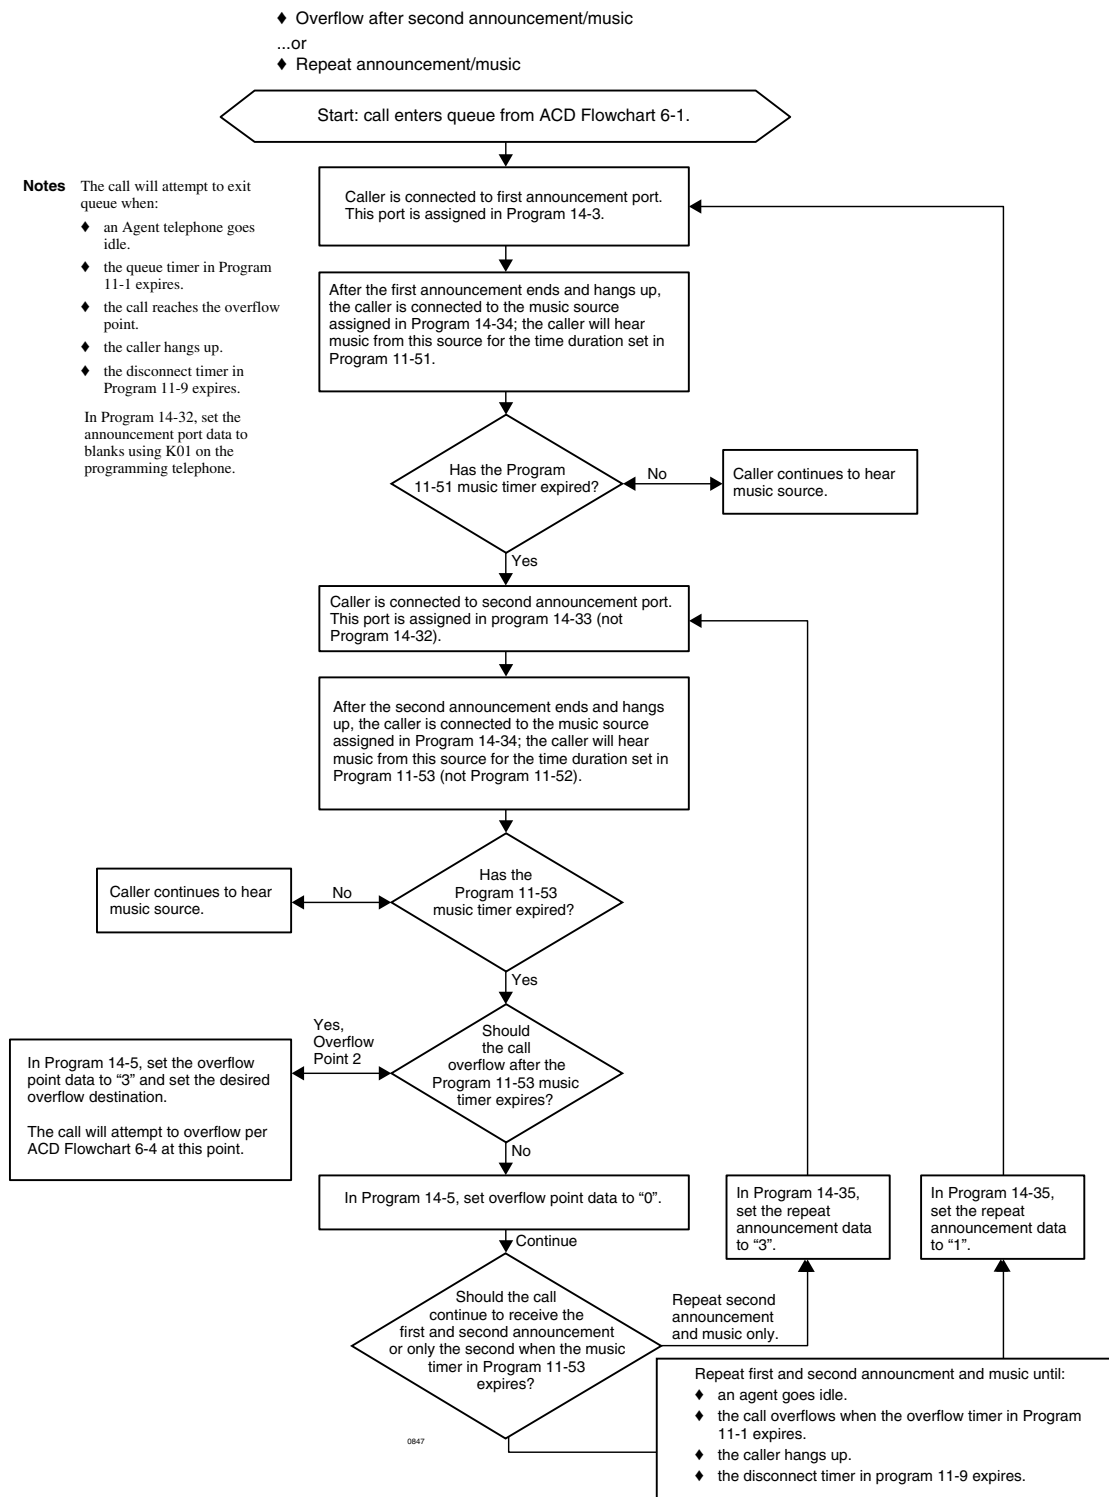 ♦ Overflow after second announcement/music
...or
♦ Repeat announcement/music
Start: call enters queue from ACD Flowchart 6-1.
Notes The call will attempt to exit
queue when:
♦ an Agent telephone goes
idle.
♦ the queue timer in Program
11-1 expires.
♦ the call reaches the overflow
point.
♦ the caller hangs up.
♦ the disconnect timer in
Program 11-9 expires.
In Program 14-32, set the
announcement port data to
blanks using K01 on the
programming telephone.
Caller is connected to first announcement port.
This port is assigned in Program 14-3.
After the first announcement ends and hangs up,
the caller is connected to the music source
assigned in Program 14-34; the caller will hear
music from this source for the time duration set in
Program 11-51.
Has the Program
11-51 music timer expired?
No
Caller continues to hear
music source.
Yes
Caller is connected to second announcement port.
This port is assigned in program 14-33 (not
Program 14-32).
After the second announcement ends and hangs
up, the caller is connected to the music source
assigned in Program 14-34; the caller will hear
music from this source for the time duration set in
Program 11-53 (not Program 11-52).
Has the
Program 11-53
music timer expired?
No
Caller continues to hear
music source.
Yes
Should
the call
overflow after the
Program 11-53 music
timer expires?
Yes,
Overflow
Point 2
In Program 14-5, set the overflow
point data to “3” and set the desired
overflow destination.
The call will attempt to overflow per
ACD Flowchart 6-4 at this point.
No
In Program 14-5, set overflow point data to “0”.
Continue
Should the call
continue to receive the
first and second announcement
or only the second when the music
timer in Program 11-53
expires?
Repeat second
announcement
and music only.
In Program 14-35,
set the repeat
announcement data
to “3”.
In Program 14-35,
set the repeat
announcement data
to “1”.
Repeat first and second announcment and music until:
♦ an agent goes idle.
♦ the call overflows when the overflow timer in Program
11-1 expires.
♦ the caller hangs up.
♦ the disconnect timer in program 11-9 expires.
0847